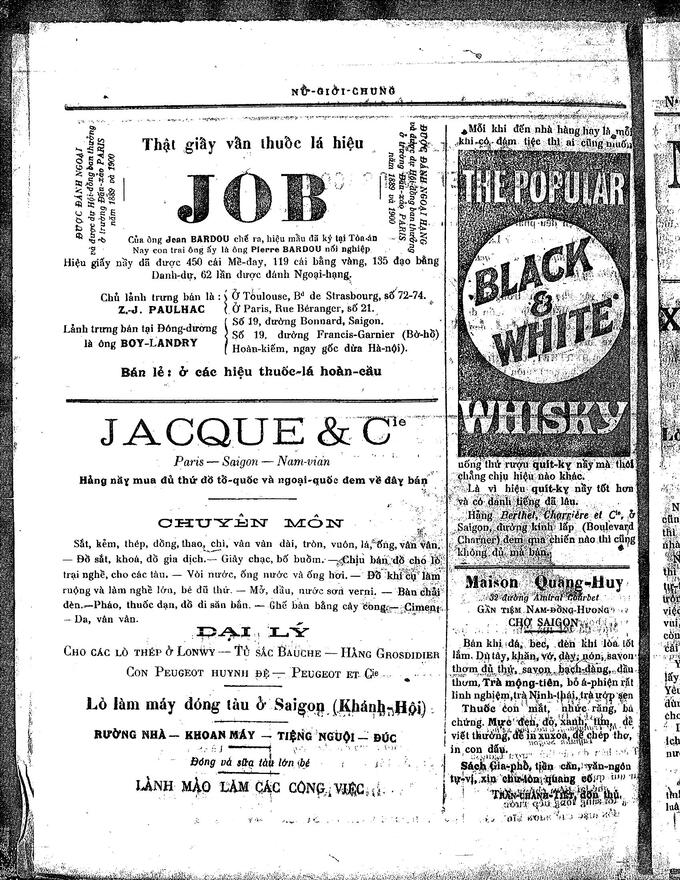 NỮ-GIỚI-CHUNG
ĐƯỢC BÁNH NGOẠI
và được dự Hội-đồng ban thưởng
ở trường Đấu-xảo PARIS
năm 1889 và 1900
Thật giấy vấn thuốc lá hiệu
JOB
ĐƯỢC ĐÁNH NGOẠI HẠNG
và được dự Hội-đồng ban thưởng
ở trường Đấu-xảo PARIS
năm 1889 và 1900
Của ông Jean BARDOU chế ra, hiệu mầu đã ký tại Tòa-án
Nay con trai ông ấy là ông Pierre BARDOU nối nghiệp
Hiệu giấy nầy đã được 450 cái Mề-đay, 119 cái bằng vàng, 135 đạo bằng
Danh-dự, 62 lần được đánh Ngoại-hạng.
Chủ lãnh trưng bán là :
Z.-J. PAULHAC
Ở Toulouse, Bd de Strasbourg, số 72-74.
Ở Paris, Rue Béranger, số 21.
Lảnh trưng bán tại Đông-dương
là ông BOY-LANDRY
Số 19, đường Bonnard, Saigon.
Số 19, đường Francis-Garnier (Bờ-hồ)
Hoàn-kiếm, ngay gốc dừa Hà-nội).
Bán lẻ : ở các hiệu thuốc-lá hoàn-cầu
JACQUE & Cie
Paris — Saigon — Nam-vian
Hàng nầy mua đủ thứ đồ tổ-quốc và ngoại-quốc đem về đây bán
CHUYÊN MÔN
Sắt, kẽm, thép, đồng, thao, chì, vân vân dài, tròn, vuôn, lá, ống, vân vân.
— Đồ sắt, khoá, đồ gia dịch.— Giây chạc, bố buồm. — Chịu bán đồ cho lò
trại nghề, cho các tàu. — Vòi nước, ống nước và ống hơi. — Đồ khí cụ làm
ruộng và làm nghề lớn, bé đủ thứ. — Mở, dầu, nước sơn verni. — Bàn chải
đèn.—Pháo, thuốc đạn, đồ đi săn bắn. — Ghế bàn bằng cây cong.— Ciment
— Da, vân vân.
ĐẠI LÝ
CHO CÁC LÒ THÉP Ở LONWY — TỦ SẮC BAUCHE — HÀNG GROSDIDIER
CON PEUGEOT HUYNH ĐỆ — PEUGEOT ET Cie
Lò làm máy đóng tàu ở Saigon (Khánh-Hội)
RƯỜNG NHÀ — KHOAN MÁY — TIỆNG NGUỘI — ĐÚC
Đóng và sữa tàu lớn bé
LÀNH MẠO LÀM CÁC CÔNG VIỆC
Mỗi khi đến nhà hàng hay là mỗi
khi có đám tiệc thì ai cũng muốn
THE POPULAR
BLACK
&
WHITE
WHISKY
uống thứ rượu quít-kỵ nầy mà thôi
chẳng chịu hiệu nào khác.
Là vì hiệu quít-kỵ nầy tốt hơn
và có danh tiếng đã lâu.
Hãng Berthet, Charrière et Cie, ở
Saigon, đường kinh lấp (Boulevard
Charner) đem qua chiến nào thì cũng
không đủ mà bán.
Maison Quang-Huy
32 đường Amiral Courbet
GẦN TIỆM NAM-ĐỒNG-HƯƠNG
CHỢ SAIGON
Bán khí đá, bec, đèn khí lòa tốt
lắm. Dù tây, khăn, vớ, dày, nón, savon
thơm đủ thứ, savon bạch-dàng, dầu
thơm, Trà mộng-tiên, bỏ á-phiện rất
linh nghiệm, trà Ninh-thái, trà ướp sen
Thuốc con mắt, nhức răng, bá
chứng. Mực đen, đỏ, xanh, tím, để
viết thường, để in xuxoa, để chép thơ,
in con dấu.
Sách Gia-phổ, tiền căn, văn-ngôn
tự-vị, xin chư-tôn quang cố.
TRẦN-CHÁNH-TIẾT, đốn thủ.